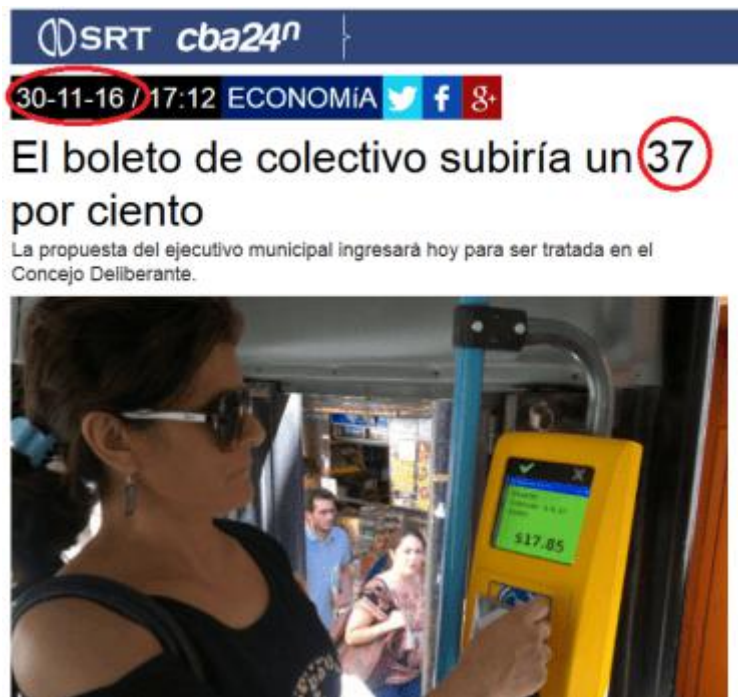 SRT cba24n
30-11-16 / 17:12 ECONOMíA
El boleto de colectivo subiría un 37
por ciento
La propuesta del ejecutivo municipal ingresará hoy para ser tratada en el
Concejo Deliberante.
$17.85